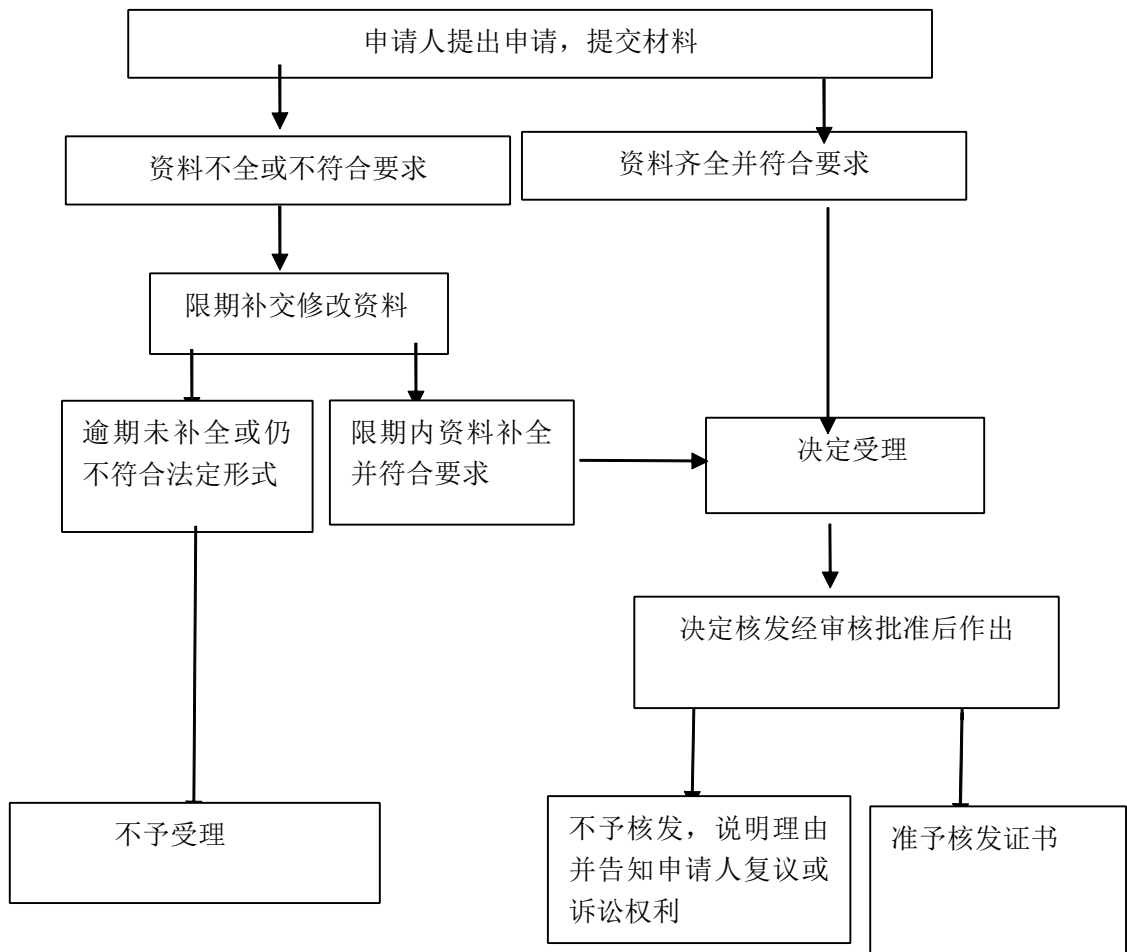 申请人提出申请，提交材料
资料不全或不符合要求
资料齐全并符合要求
限期补交修改资料
逾期未补全或仍
不符合法定形式
限期内资料补全
并符合要求
决定受理
决定核发经审核批准后作出
不予受理
不予核发，说明理由
并告知申请人复议或
诉讼权利
准予核发证书